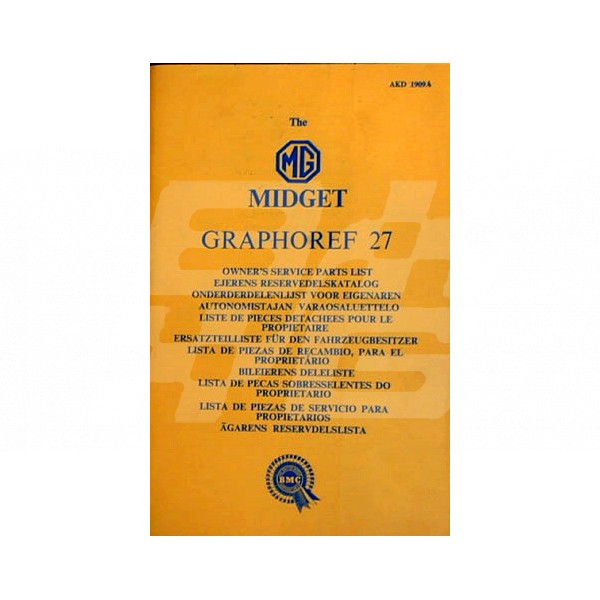 AKD 1909A
The
MG
MIDGET
GRAPHOREF 27
OWNER'S SERVICE PARTS LIST
EJERENS RESERVEDELSKATALOG
ONDERDERDELENLIJST VOOR EIGENAREN
AUTONOMISTAJAN VARAOSALUETTELO
LISTE DE PIECES DETACHEES POUR LE
PROPIETAIRE
ERSATZTEILLISTE FÜR DEN FAHRZEUGBESITZER
LISTA DE PIEZAS DE RECAMBIO, PARA EL
PROPRIETÁRIO
BILEIERENS DELELISTE
LISTA DE PECAS SOBRESSELENTES DO
PROPRIETARIO
LISTA DE PIEZAS DE SERVICIO PARA
PROPIETARIOS
ÄGARENS RESERVDELSLISTA
BMC